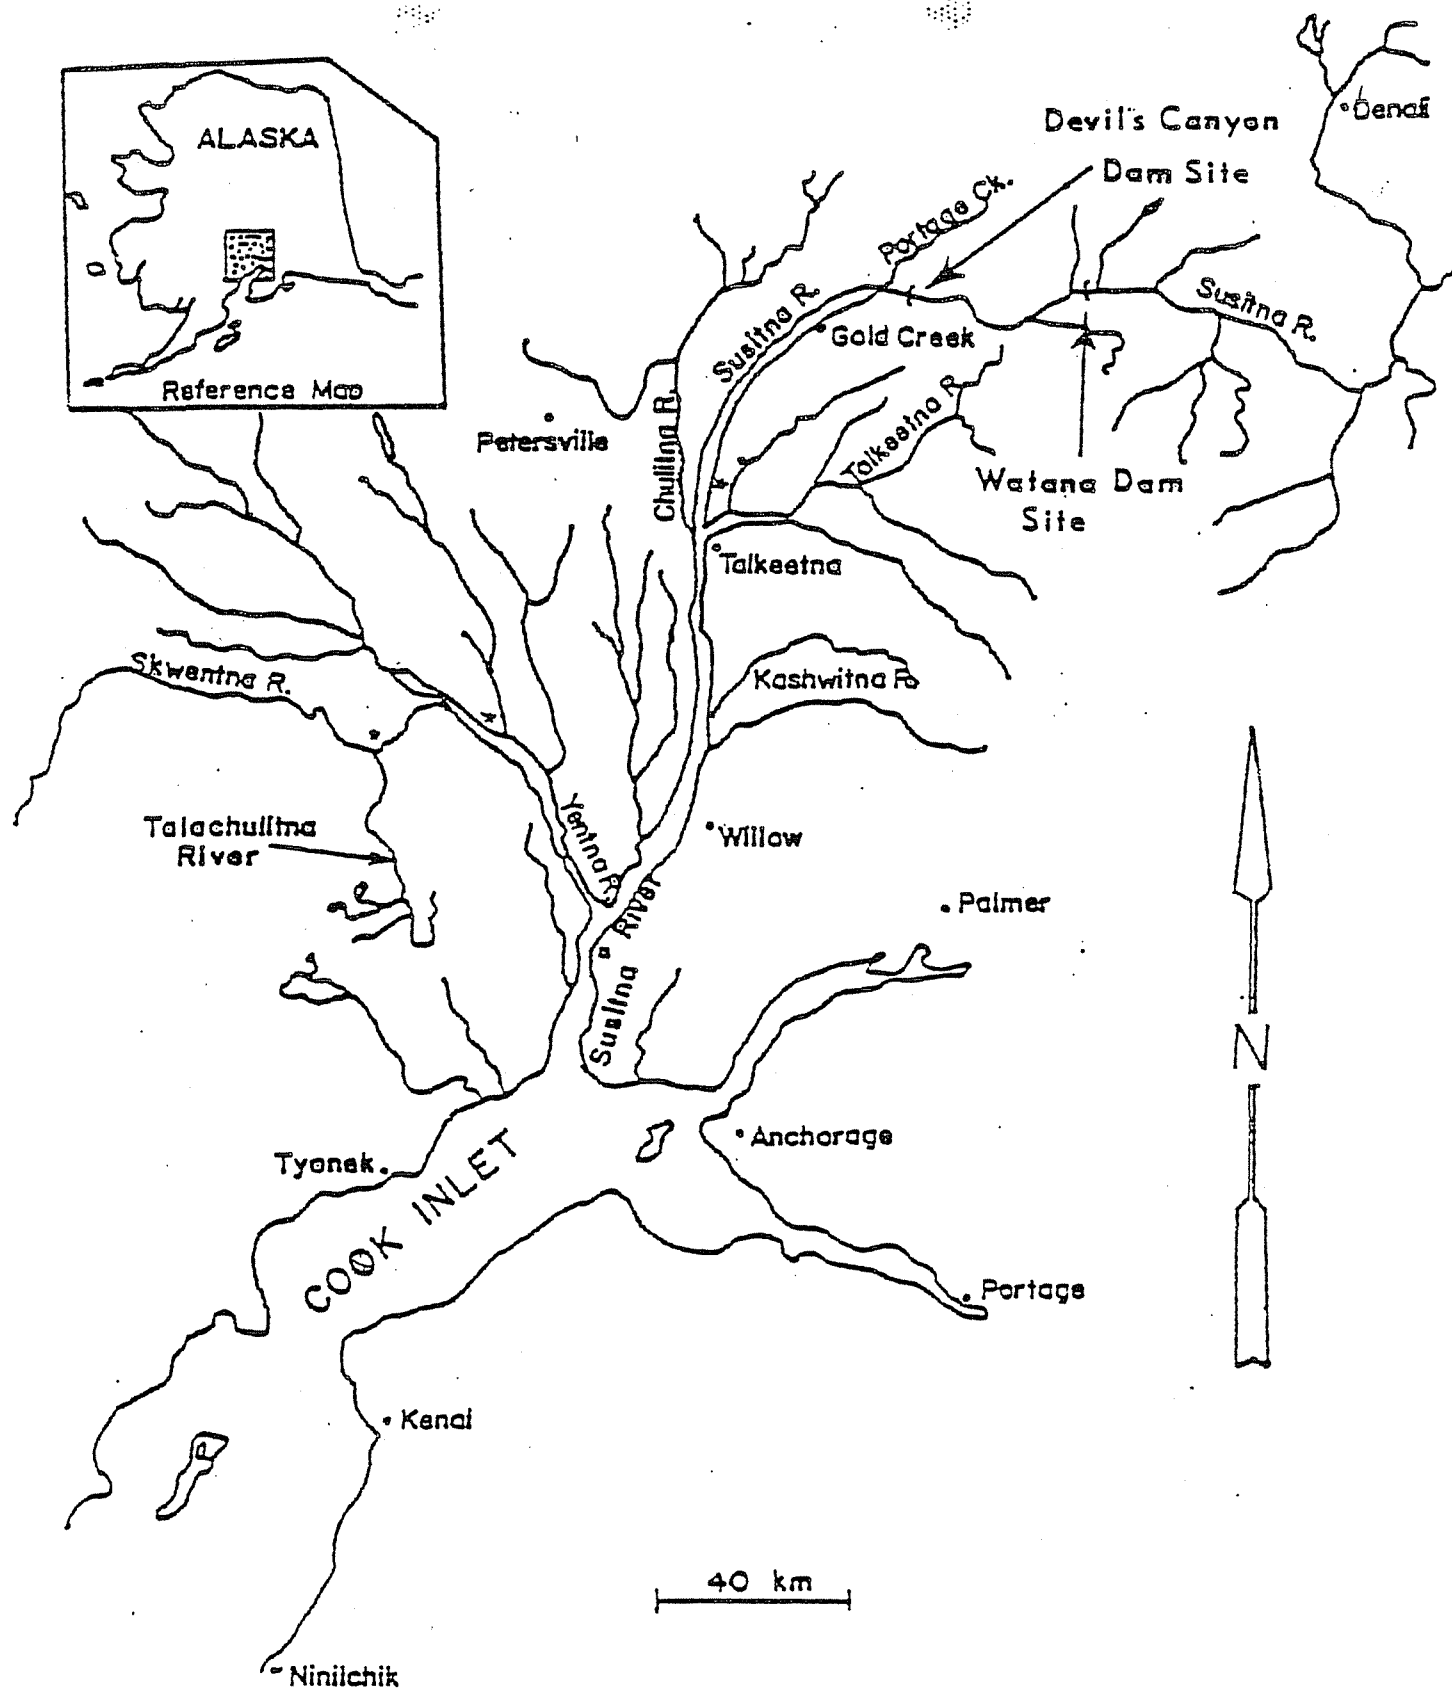 ALASKA
Reference Map
Denali
Devil's Canyon
Dam Site
Portage Ck.
Susitna R.
Susitna R.
Gold Creek
Petersville
Chulitna R.
Talkeetna R.
Watana Dam
Site
Talkeetna
Skwentna R.
Kashwitna R.
Talachulitna
River
Yentna R.
Willow
Susitna River
Palmer
N
Anchorage
Tyonek
COOK INLET
Portage
Kenai
40 km
Ninilchik